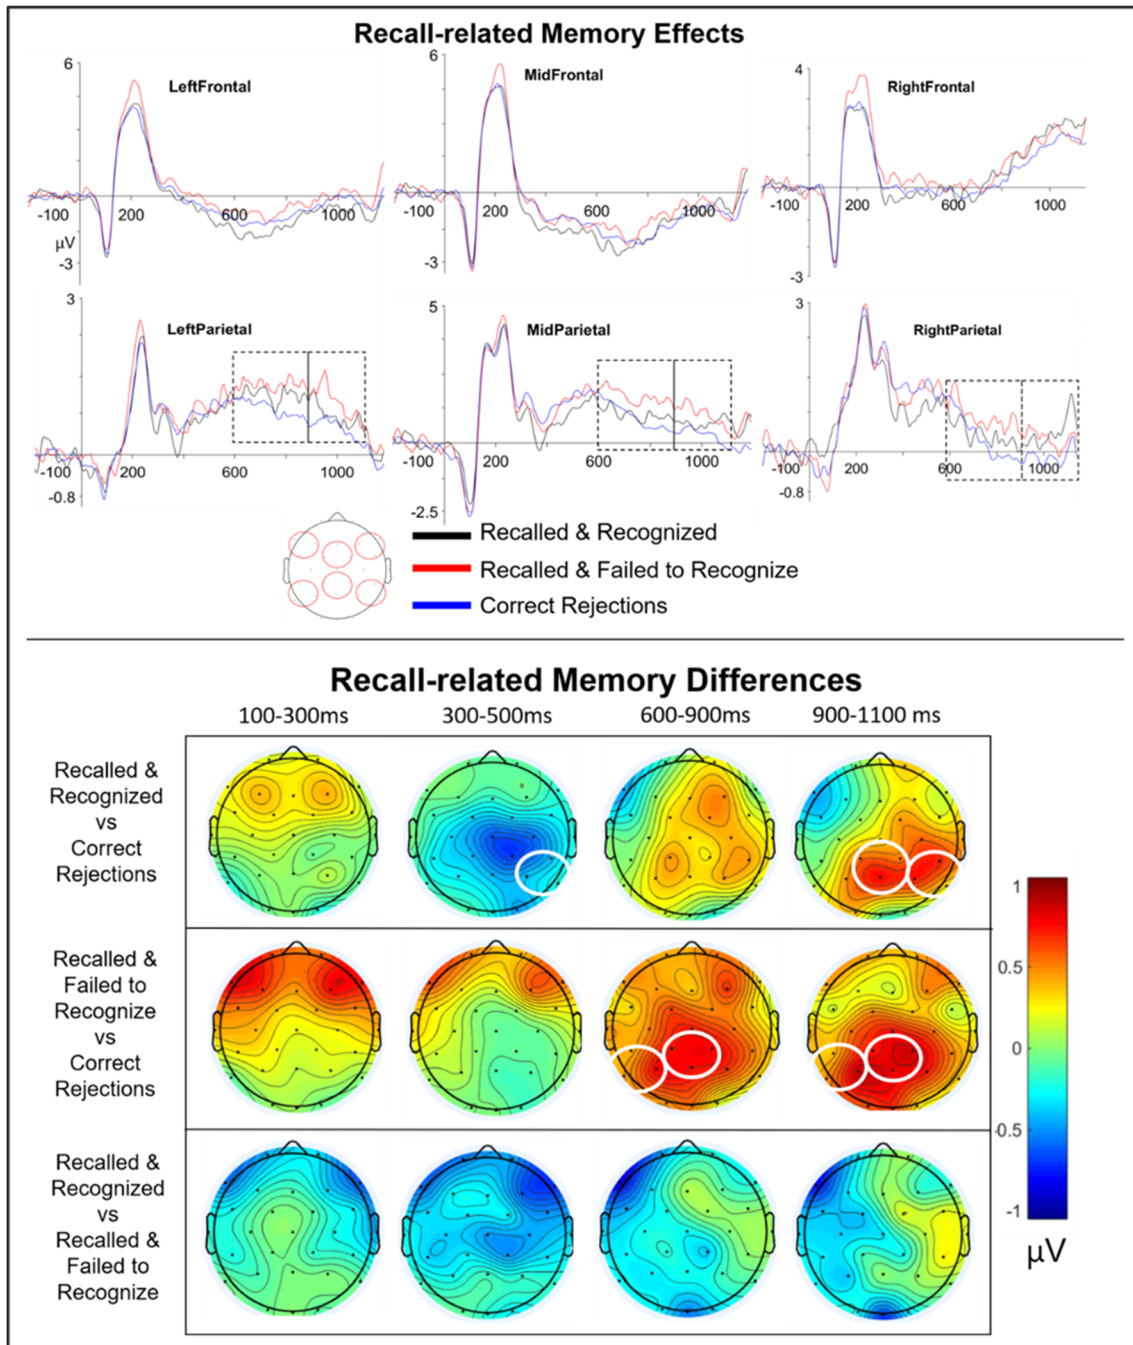 Recall-related Memory Effects
6
LeftFrontal
-100
200
600
1000
μV
-3
6
MidFrontal
-100
200
600
1000
-3
4
RightFrontal
-100
200
600
1000
-3
3
LeftParietal
-100
200
600
1000
-0.8
5
MidParietal
-100
200
600
1000
-2.5
3
RightParietal
-100
200
600
1000
-0.8
Recalled & Recognized
Recalled & Failed to Recognize
Correct Rejections
Recall-related Memory Differences
100-300ms 300-500ms 600-900ms 900-1100 ms
Recalled &
Recognized
vs
Correct
Rejections
Recalled &
Failed to
Recognize
vs
Correct
Rejections
Recalled &
Recognized
vs
Recalled &
Failed to
Recognize
1
0.5
0
-0.5
-1
μV